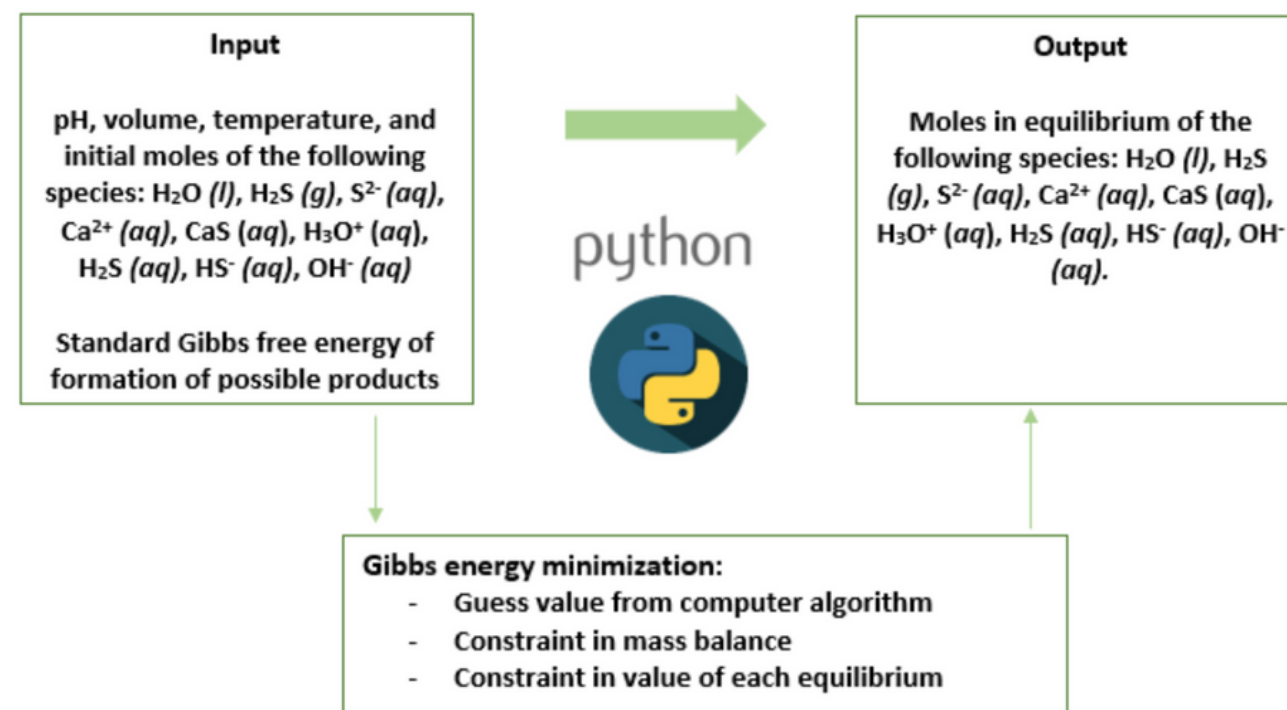 Input
pH, volume, temperature, and
initial moles of the following
species: H₂O (l), H₂S (g), S²⁻ (aq),
Ca²⁺ (aq), CaS (aq), H₃O⁺ (aq),
H₂S (aq), HS⁻ (aq), OH⁻ (aq)
Standard Gibbs free energy of
formation of possible products
python
Output
Moles in equilibrium of the
following species: H₂O (l), H₂S
(g), S²⁻ (aq), Ca²⁺ (aq), CaS (aq),
H₃O⁺ (aq), H₂S (aq), HS⁻ (aq), OH⁻
(aq).
Gibbs energy minimization:
- Guess value from computer algorithm
- Constraint in mass balance
- Constraint in value of each equilibrium